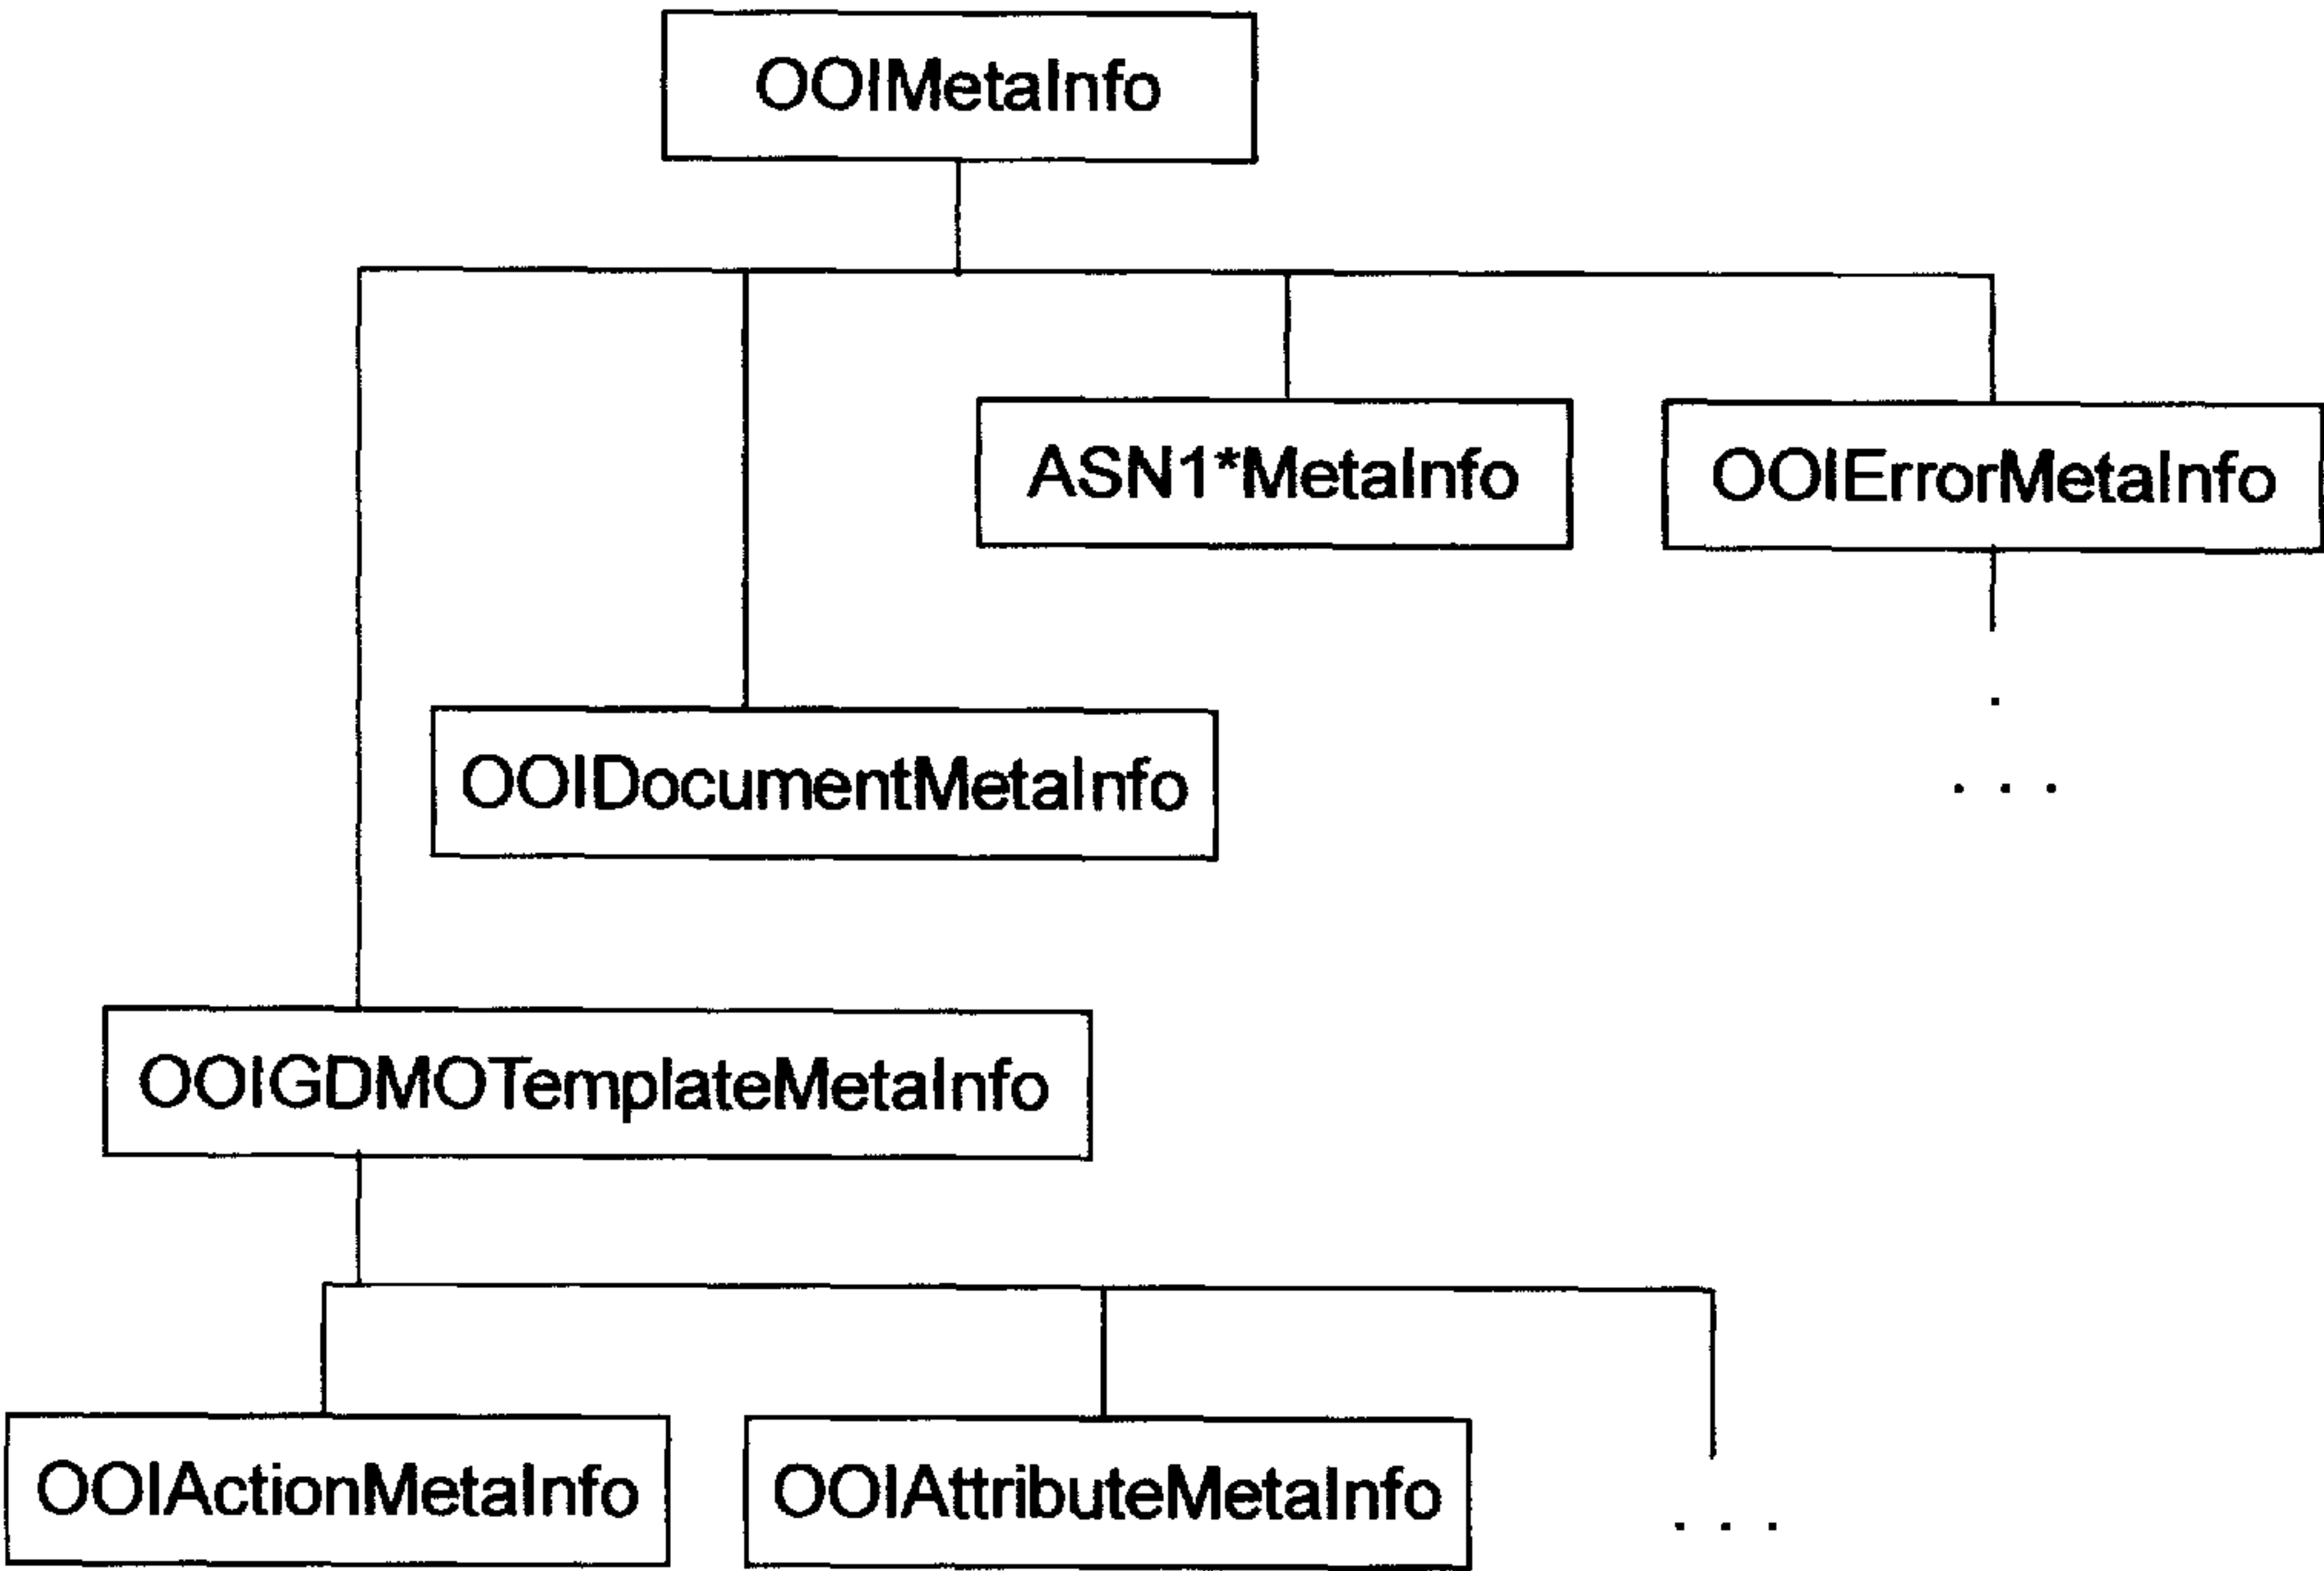 OOIMetaInfo
ASN1*MetaInfo
OOIErrorMetaInfo
.
. . .
OOIDocumentMetaInfo
OOIGDMOTemplateMetaInfo
OOIActionMetaInfo
OOIAttributeMetaInfo
. . .